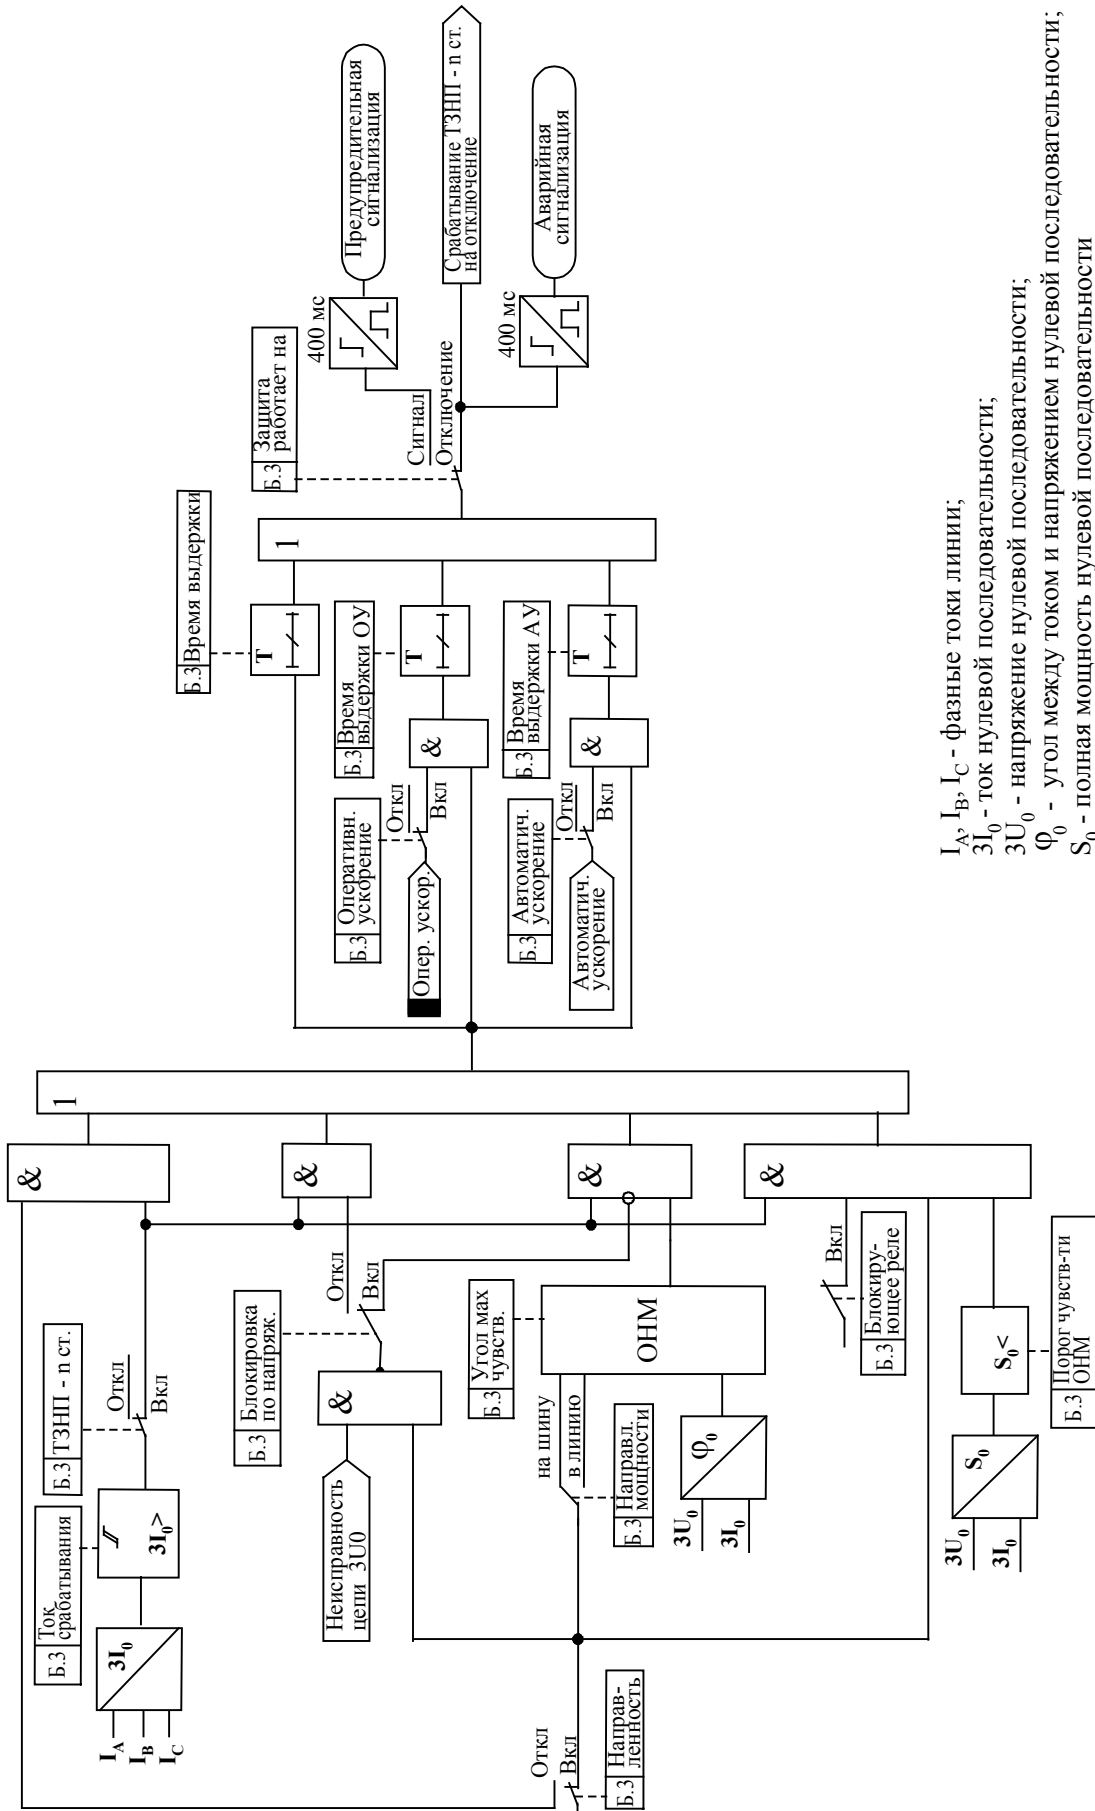 Б.3
Ток
срабатывания
I_A
I_B
I_C
3I₀
3I₀>
Б.3
ТЗНП - n ст.
Откл
Вкл
&
Б.3
Направ-
ленность
Откл
Вкл
Неисправность
цепи 3U0
&
Б.3
Блокировка
по напряж.
Откл
Вкл
&
Б.3
Угол мах
чувств.
на шину
в линию
Б.3
Направл.
мощности
ОНМ
3U₀
3I₀
φ₀
&
Б.3
Блокиру-
ющее реле
Вкл
3U₀
3I₀
S₀
S₀<
Б.3
Порог чувств-ти
ОНМ
&
1
Б.3
Время выдержки
T
Б.3
Оперативн.
ускорение
Опер. ускор.
Откл
Вкл
&
Б.3
Время
выдержки ОУ
T
Б.3
Автоматич.
ускорение
Автоматич.
ускорение
Откл
Вкл
&
Б.3
Время
выдержки АУ
T
1
Б.3
Защита
работает на
Сигнал
Отключение
400 мс
Предупредительная
сигнализация
Срабатывание ТЗНП - n ст.
на отключение
400 мс
Аварийная
сигнализация
I_A, I_B, I_C - фазные токи линии;
3I₀ - ток нулевой последовательности;
3U₀ - напряжение нулевой последовательности;
φ₀ - угол между током и напряжением нулевой последовательности;
S₀ - полная мощность нулевой последовательности